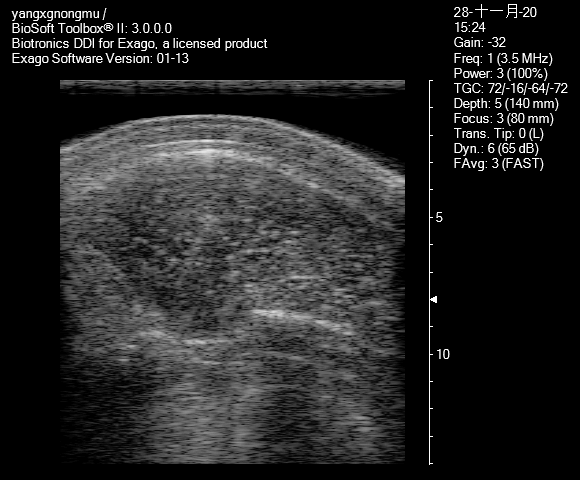 yangxgnongmu /
BioSoft Toolbox® II: 3.0.0.0
Biotronics DDI for Exago, a licensed product
Exago Software Version: 01-13
28-十一月-20
15:24
Gain: -32
Freq: 1 (3.5 MHz)
Power: 3 (100%)
TGC: 72/-16/-64/-72
Depth: 5 (140 mm)
Focus: 3 (80 mm)
Trans. Tip: 0 (L)
Dyn.: 6 (65 dB)
FAvg: 3 (FAST)
5
10